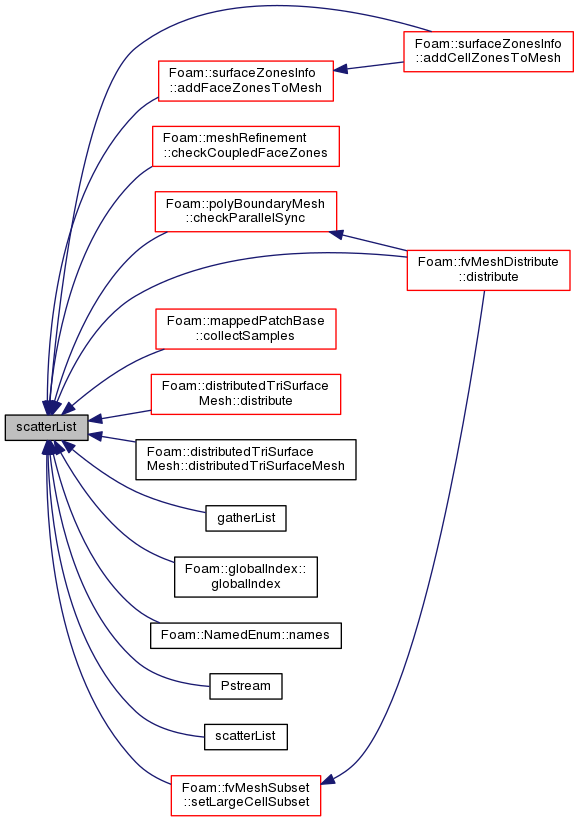 Foam::surfaceZonesInfo
::addCellZonesToMesh
Foam::surfaceZonesInfo
::addFaceZonesToMesh
Foam::meshRefinement
::checkCoupledFaceZones
Foam::polyBoundaryMesh
::checkParallelSync
Foam::fvMeshDistribute
::distribute
Foam::mappedPatchBase
::collectSamples
Foam::distributedTriSurface
Mesh::distribute
scatterList
Foam::distributedTriSurface
Mesh::distributedTriSurfaceMesh
gatherList
Foam::globalIndex::
globalIndex
Foam::NamedEnum::names
Pstream
scatterList
Foam::fvMeshSubset
::setLargeCellSubset